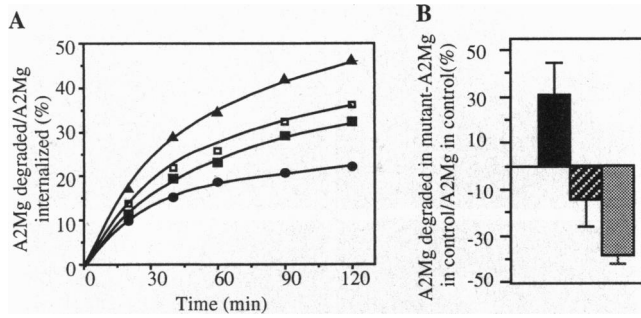 A
A2Mg degraded/A2Mg
internalized (%)
50
40
30
20
10
0
0
30
60
90
120
Time (min)
B
A2Mg degraded in mutant-A2Mg
in control/A2Mg in control(%)
50
30
10
-10
-30
-50